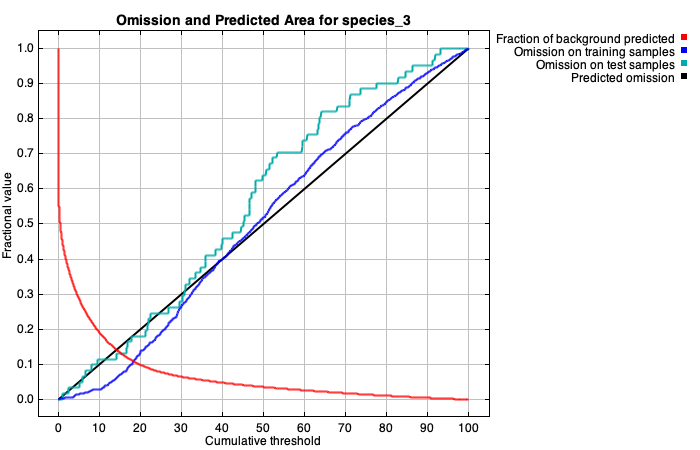 Omission and Predicted Area for species_3
Fraction of background predicted
Omission on training samples
Omission on test samples
Predicted omission
1.0
0.9
0.8
0.7
0.6
0.5
0.4
0.3
0.2
0.1
0.0
Fractional value
0 10 20 30 40 50 60 70 80 90 100
Cumulative threshold